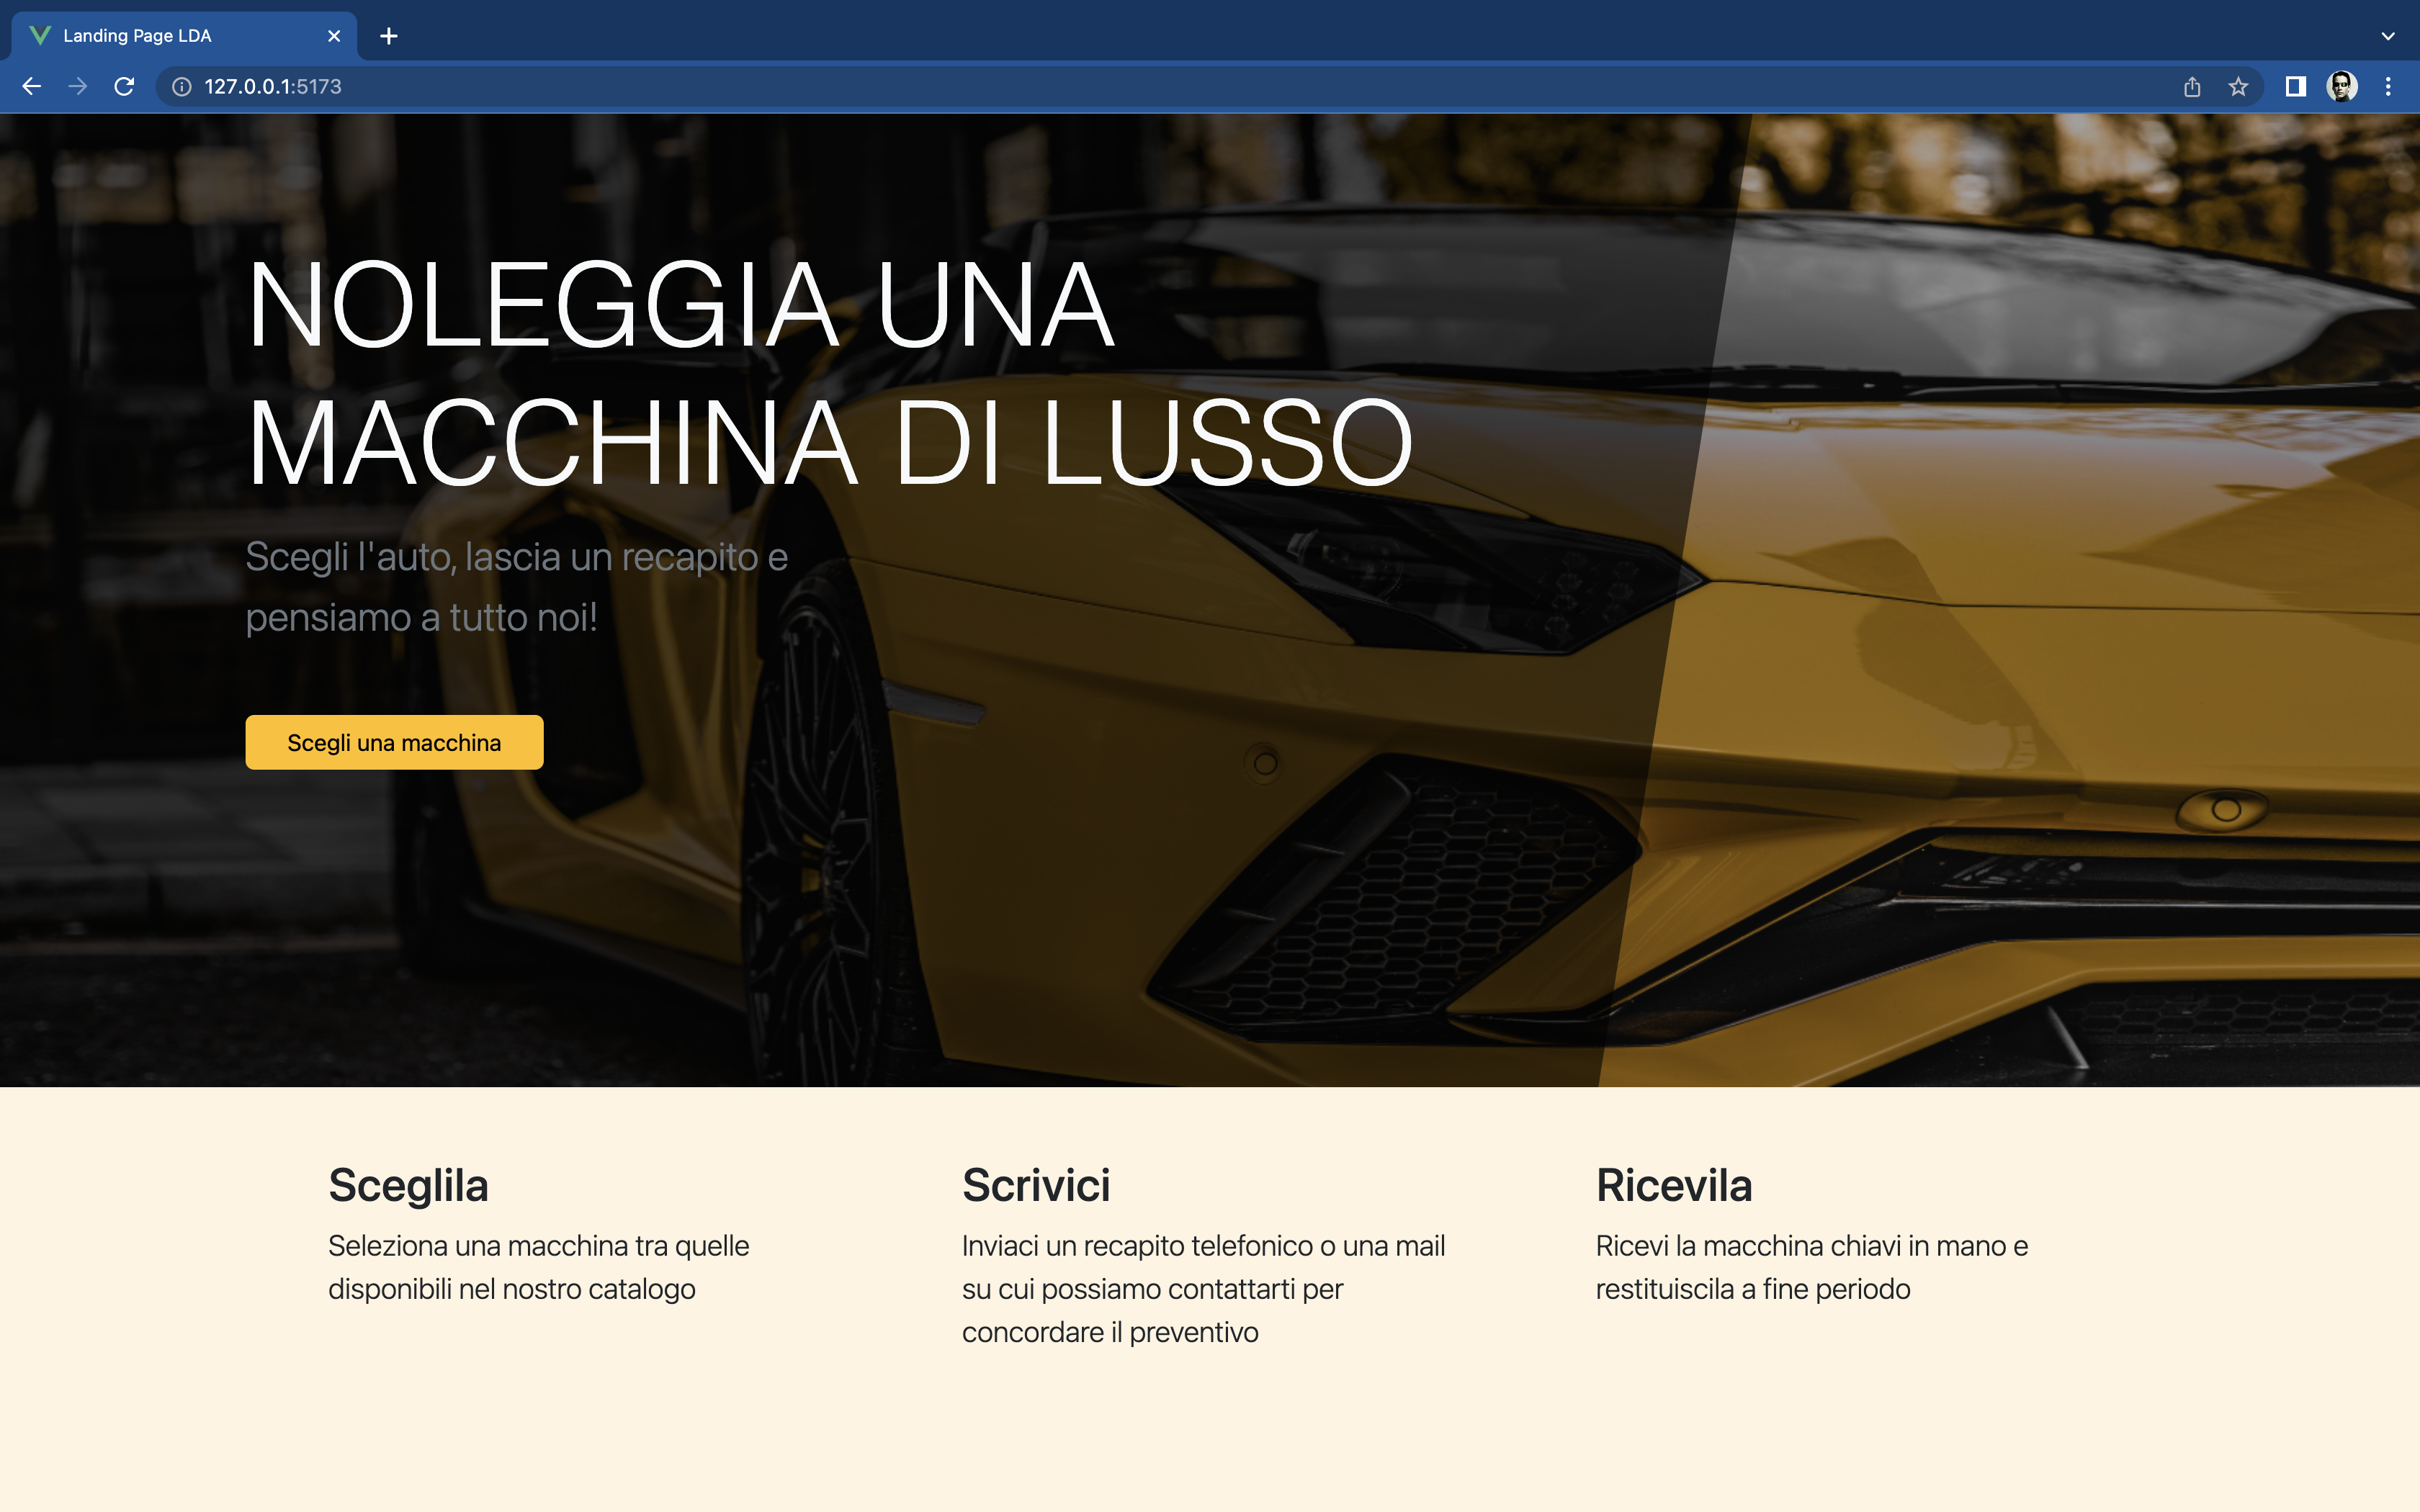 Landing Page LDA
127.0.0.1:5173
NOLEGGIA UNA
MACCHINA DI LUSSO
Scegli l'auto, lascia un recapito e
pensiamo a tutto noi!
Scegli una macchina
Sceglila
Seleziona una macchina tra quelle
disponibili nel nostro catalogo
Scrivici
Inviaci un recapito telefonico o una mail
su cui possiamo contattarti per
concordare il preventivo
Ricevila
Ricevi la macchina chiavi in mano e
restituiscila a fine periodo